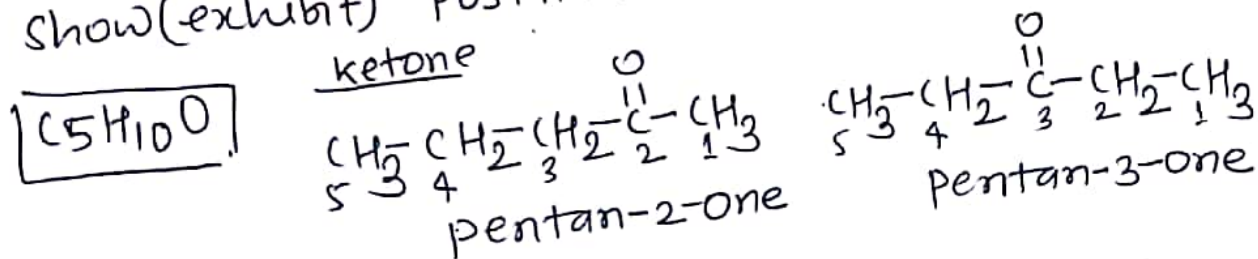 Show(exhibit)
ketone
C5H10O
CH3-CH2-CH2-C-CH3
O
5 4 3 2 1
pentan-2-one
CH3-CH2-C-CH2-CH3
O
5 4 3 2 1
pentan-3-one